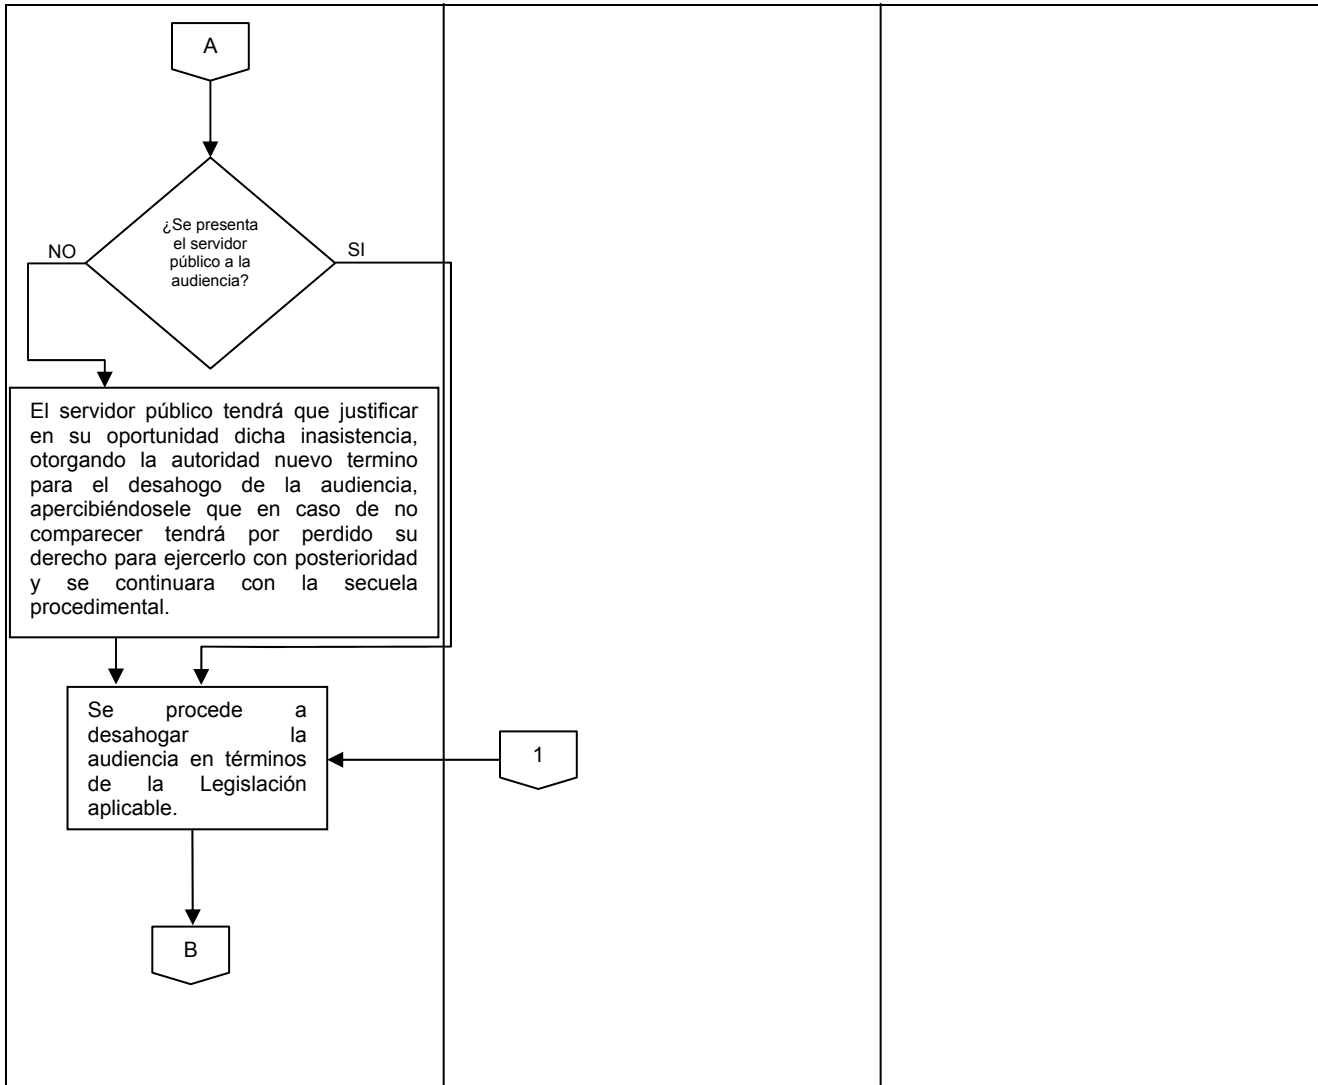 A
¿Se presenta
el servidor
público a la
audiencia?
NO
SI
El servidor público tendrá que justificar
en su oportunidad dicha inasistencia,
otorgando la autoridad nuevo termino
para el desahogo de la audiencia,
apercibiéndosele que en caso de no
comparecer tendrá por perdido su
derecho para ejercerlo con posterioridad
y se continuara con la secuela
procedimental.
Se procede a
desahogar la
audiencia en términos
de la Legislación
aplicable.
1
B